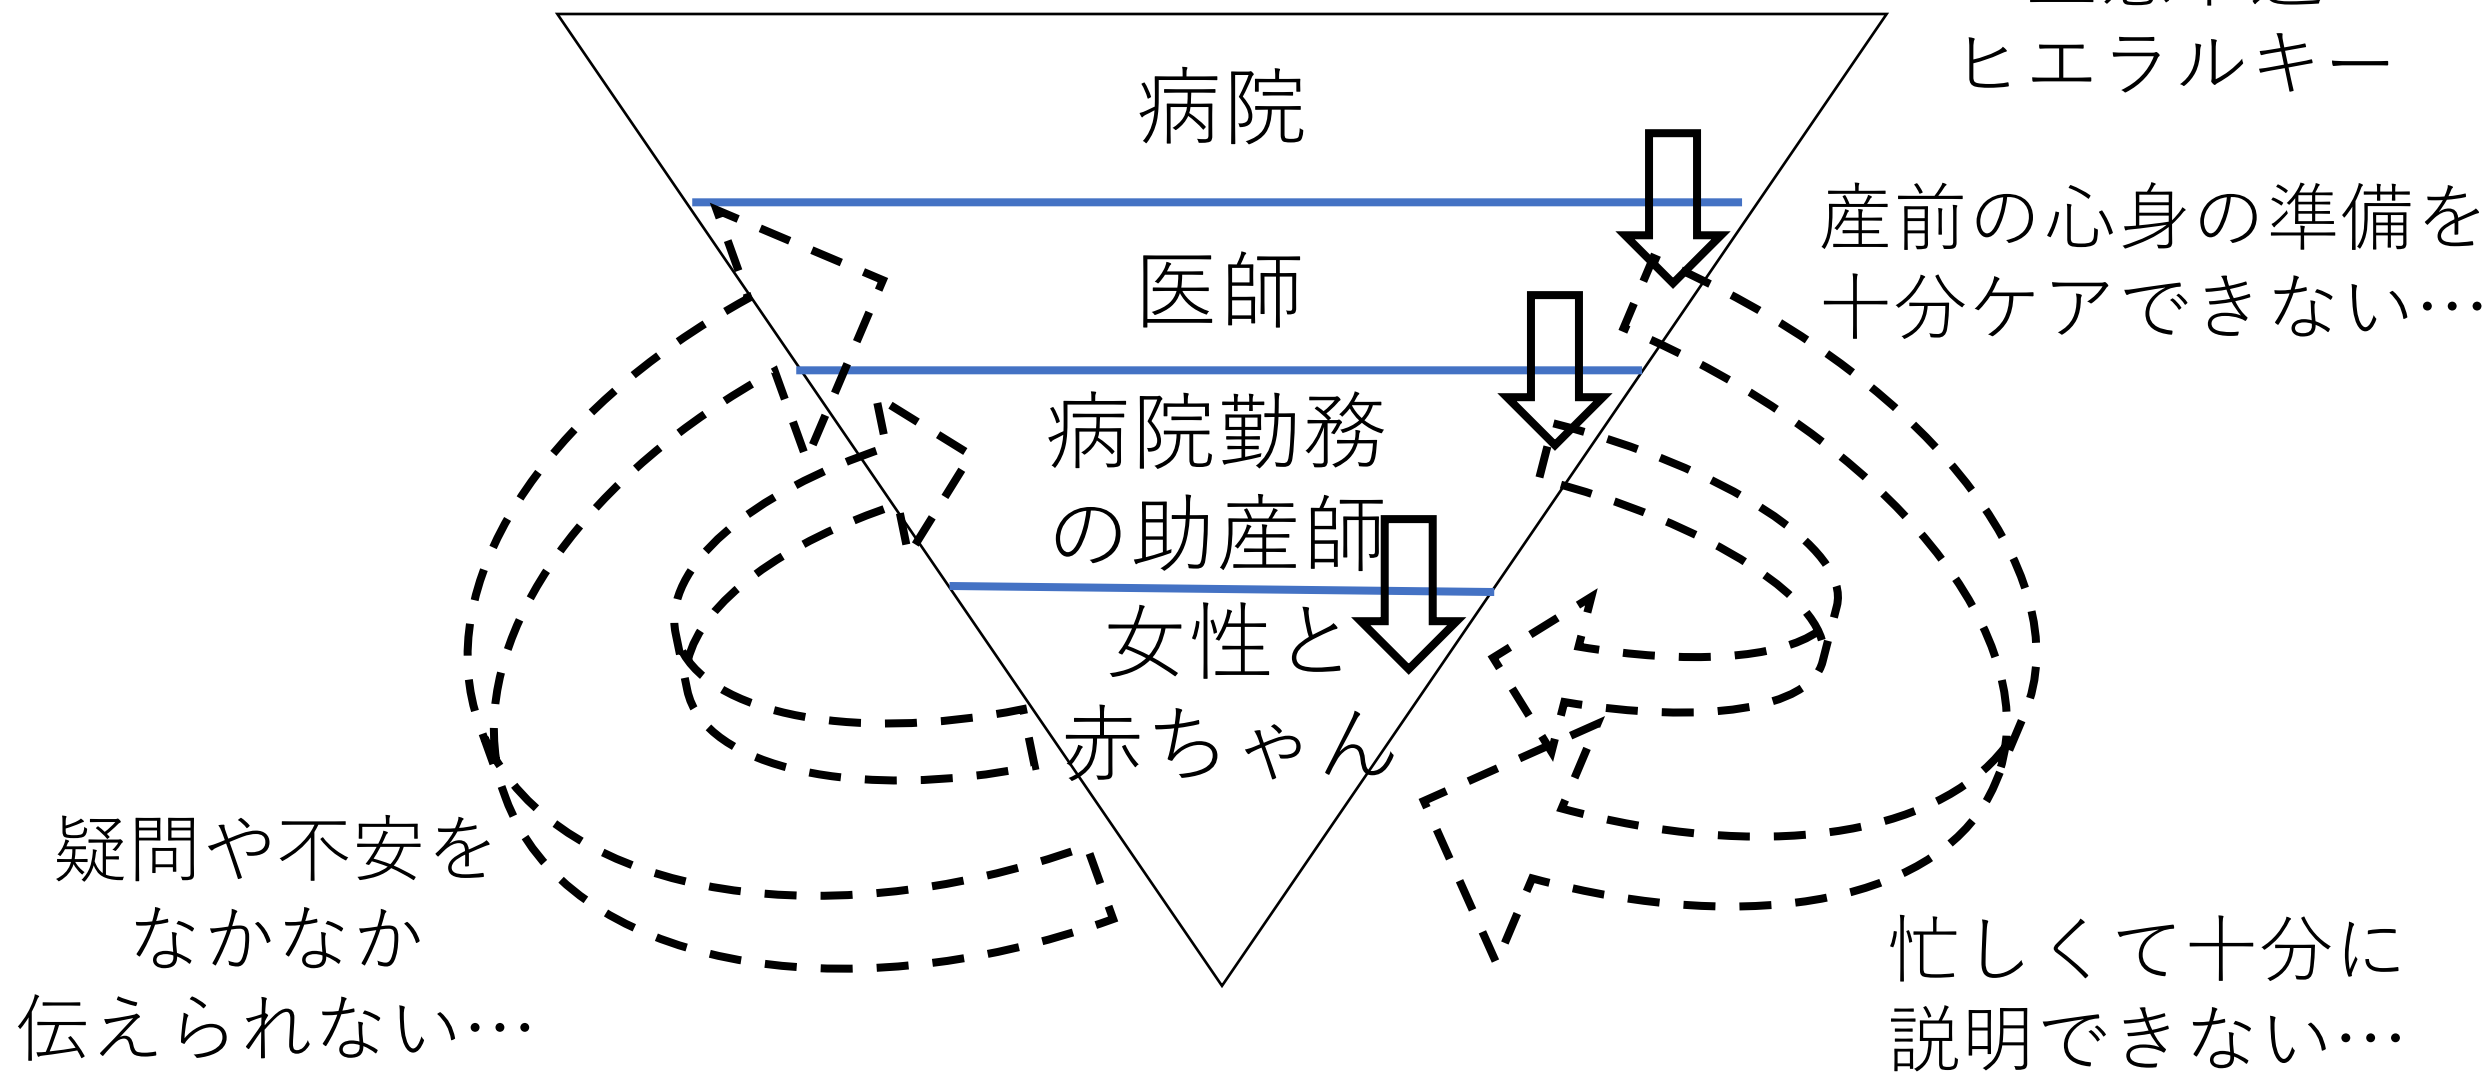 ヒエラルキー
病院
産前の心身の準備を
十分ケアできない…
医師
病院勤務
の助産師
女性と
赤ちゃん
疑問や不安を
なかなか
伝えられない…
忙しくて十分に
説明できない…